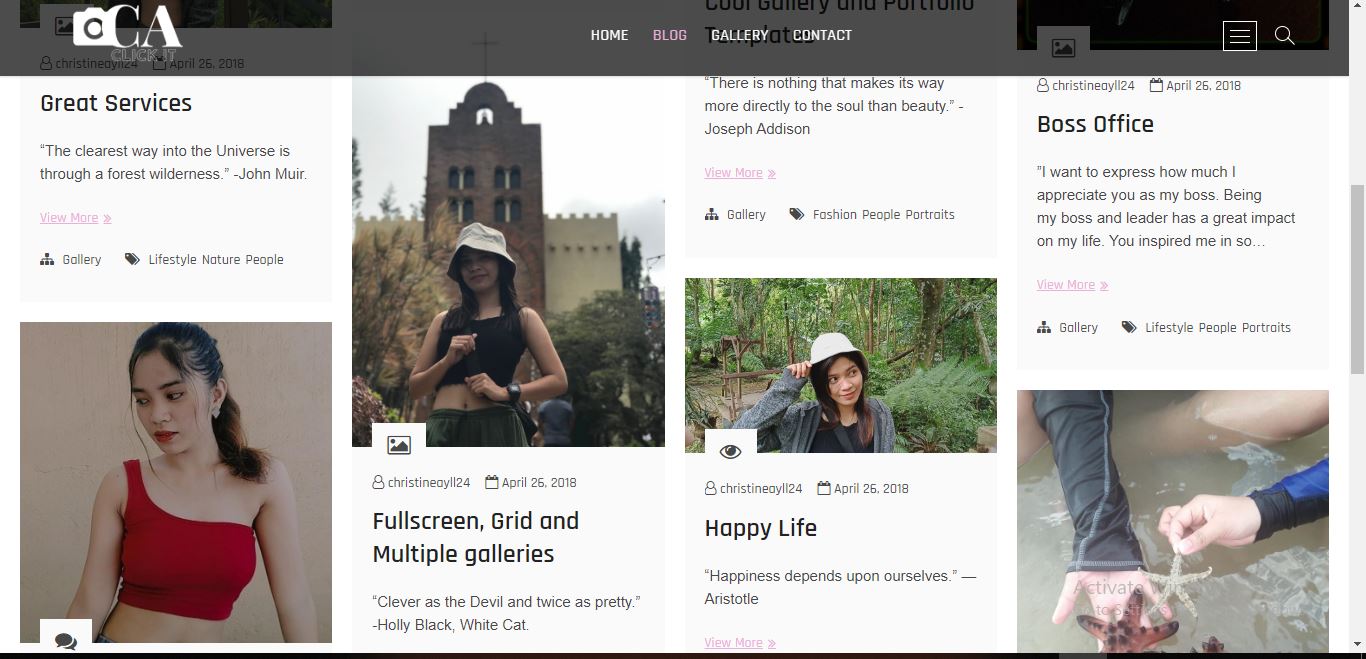 CA
CLICK IT
HOME
BLOG
GALLERY
CONTACT
christineayll24
April 26, 2018
Great Services
“The clearest way into the Universe is
through a forest wilderness.” -John Muir.
View More »
Gallery
Lifestyle Nature People
christineayll24
April 26, 2018
Fullscreen, Grid and
Multiple galleries
“Clever as the Devil and twice as pretty.”
-Holly Black, White Cat.
Cool Gallery and Portfolio
Templates
“There is nothing that makes its way
more directly to the soul than beauty.” -
Joseph Addison
View More »
Gallery
Fashion People Portraits
christineayll24
April 26, 2018
Happy Life
“Happiness depends upon ourselves.” —
Aristotle
View More »
christineayll24
April 26, 2018
Boss Office
”I want to express how much I
appreciate you as my boss. Being
my boss and leader has a great impact
on my life. You inspired me in so…
View More »
Gallery
Lifestyle People Portraits
Activate
to Settings